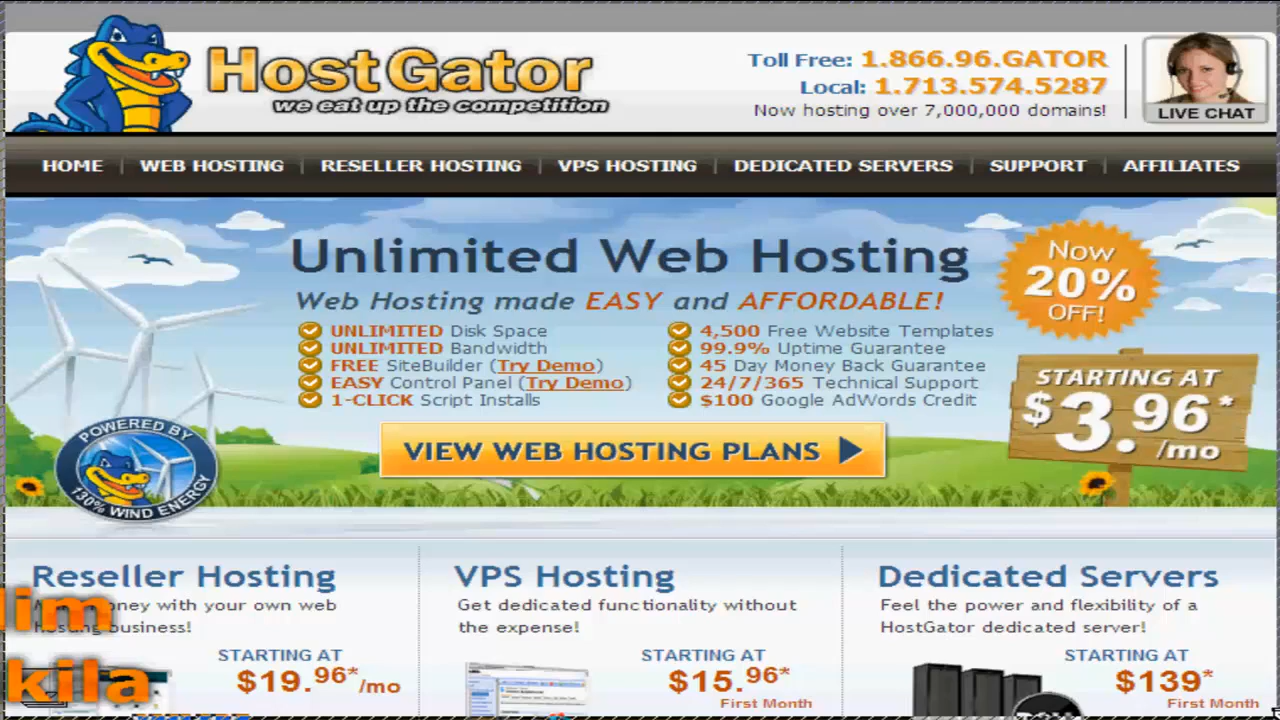 HostGator
we eat up the competition
Toll Free: 1.866.96.GATOR
Local: 1.713.574.5287
Now hosting over 7,000,000 domains!
LIVE CHAT
HOME WEB HOSTING RESELLER HOSTING VPS HOSTING DEDICATED SERVERS SUPPORT AFFILIATES
Unlimited Web Hosting
Web Hosting made EASY and AFFORDABLE!
UNLIMITED Disk Space
UNLIMITED Bandwidth
FREE SiteBuilder (Try Demo)
EASY Control Panel (Try Demo)
1-CLICK Script Installs
4,500 Free Website Templates
99.9% Uptime Guarantee
45 Day Money Back Guarantee
24/7/365 Technical Support
$100 Google AdWords Credit
Now
20%
OFF!
STARTING AT
$3.96*
/mo
VIEW WEB HOSTING PLANS
POWERED BY
130% WIND ENERGY
Reseller Hosting
with your own web
business!
STARTING AT
$19.96*/mo
VPS Hosting
Get dedicated functionality without
the expense!
STARTING AT
$15.96*
First Month
Dedicated Servers
Feel the power and flexibility of a
HostGator dedicated server!
STARTING AT
$139*
First Month
lim
kila